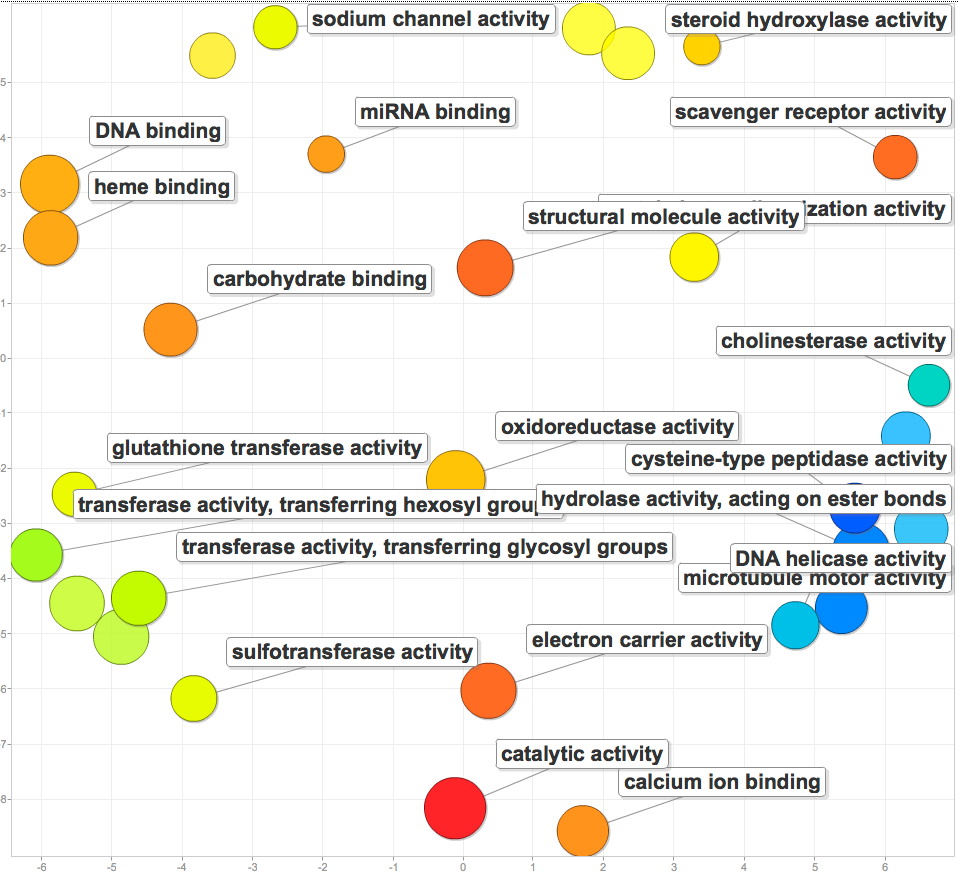 sodium channel activity
steroid hydroxylase activity
5
miRNA binding
scavenger receptor activity
DNA binding
4
heme binding
3
ization activity
structural molecule activity
2
carbohydrate binding
1
cholinesterase activity
0
-1
oxidoreductase activity
glutathione transferase activity
cysteine-type peptidase activity
-2
transferase activity, transferring hexosyl groups
hydrolase activity, acting on ester bonds
-3
transferase activity, transferring glycosyl groups
DNA helicase activity
microtubule motor activity
-4
-5
electron carrier activity
sulfotransferase activity
-6
-7
catalytic activity
calcium ion binding
-8
-6 -5 -4 -3 -2 -1 0 1 2 3 4 5 6